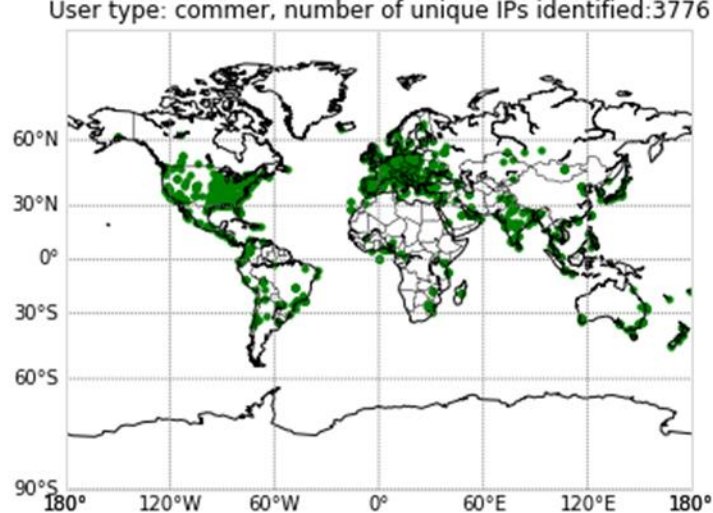 User type: commer, number of unique IPs identified:3776
60°N
30°N
0°
30°S
60°S
90°S
180° 120°W 60°W 0° 60°E 120°E 180°